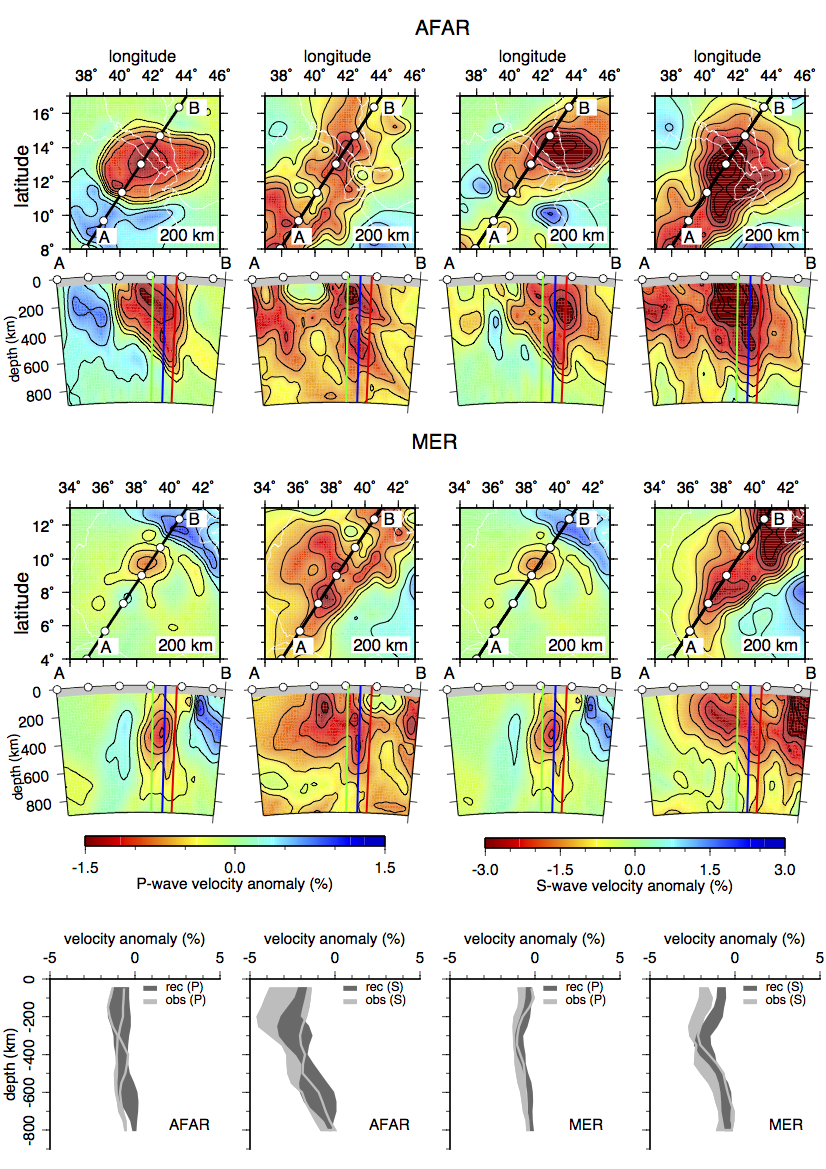 AFAR
longitude longitude longitude longitude
38° 40° 42° 44° 46° 38° 40° 42° 44° 46° 38° 40° 42° 44° 46° 38° 40° 42° 44° 46°
16°
14°
12°
10°
8°
latitude
B B B B
A A A A
200 km 200 km 200 km 200 km
A B A B A B A B
0
200
400
600
800
depth (km)
MER
34° 36° 38° 40° 42° 34° 36° 38° 40° 42° 34° 36° 38° 40° 42° 34° 36° 38° 40° 42°
12°
10°
8°
6°
4°
latitude
B B B B
A A A A
200 km 200 km 200 km 200 km
A B A B A B A B
0
200
400
600
800
depth (km)
-1.5 0.0 1.5 -3.0 -1.5 0.0 1.5 3.0
P-wave velocity anomaly (%) S-wave velocity anomaly (%)
velocity anomaly (%) velocity anomaly (%) velocity anomaly (%) velocity anomaly (%)
-5 0 5 -5 0 5 -5 0 5 -5 0 5
0
-200
-400
-600
-800
depth (km)
rec (P) rec (S) rec (P) rec (S)
obs (P) obs (S) obs (P) obs (S)
AFAR AFAR MER MER